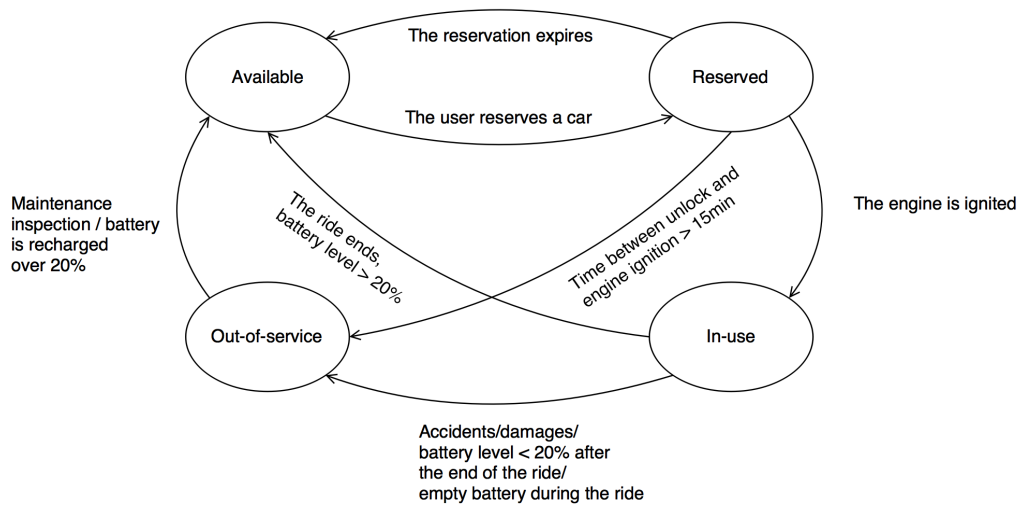 The reservation expires
Available
Reserved
The user reserves a car
Maintenance
inspection / battery
is recharged
over 20%
The ride ends,
battery level > 20%
Time between unlock and
engine ignition > 15min
The engine is ignited
Out-of-service
In-use
Accidents/damages/
battery level < 20% after
the end of the ride/
empty battery during the ride